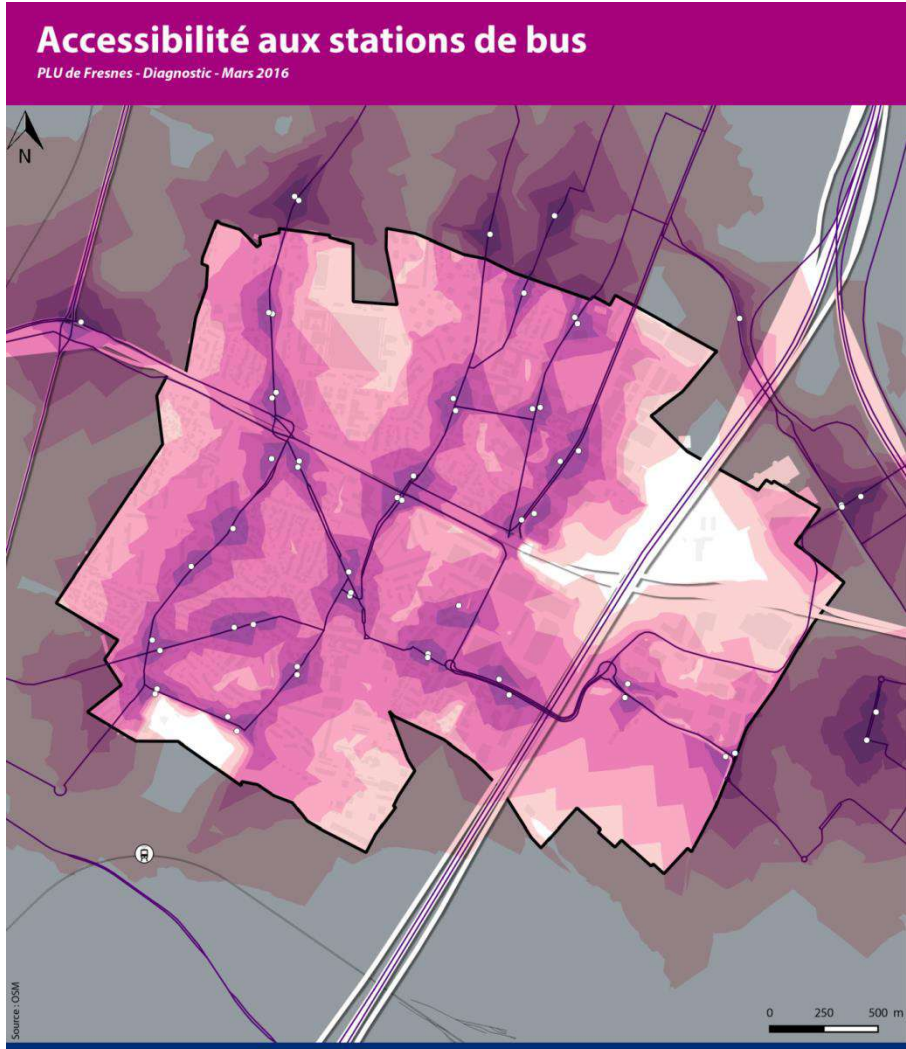 Accessibilité aux stations de bus
PLU de Fresnes - Diagnostic - Mars 2016
N
Source : OSM
0 250 500 m